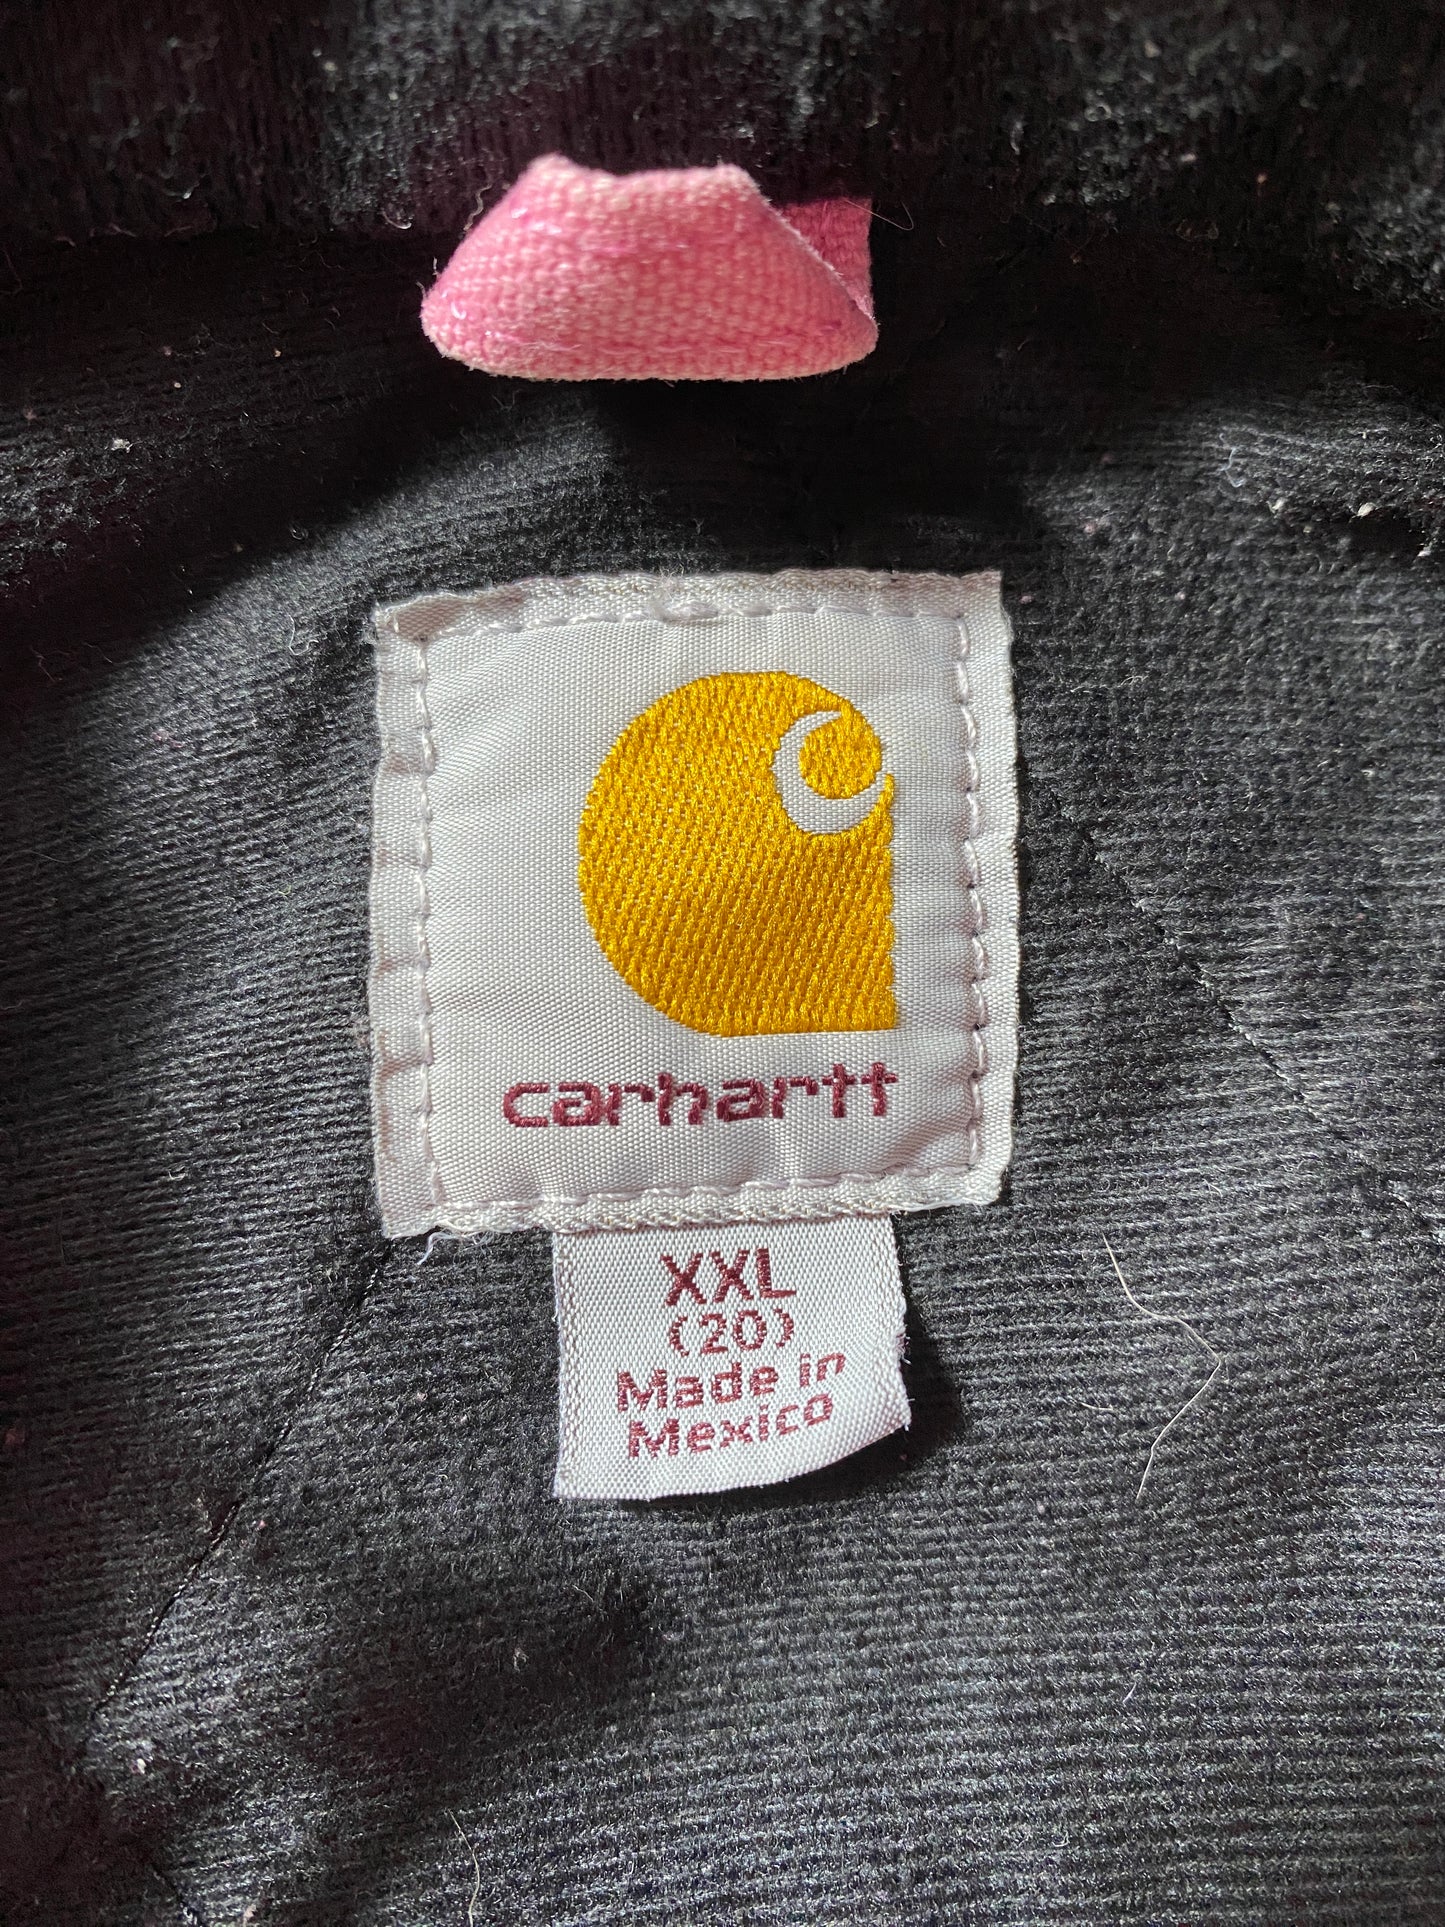 carhartt
XXL
(20)
Made in
Mexico